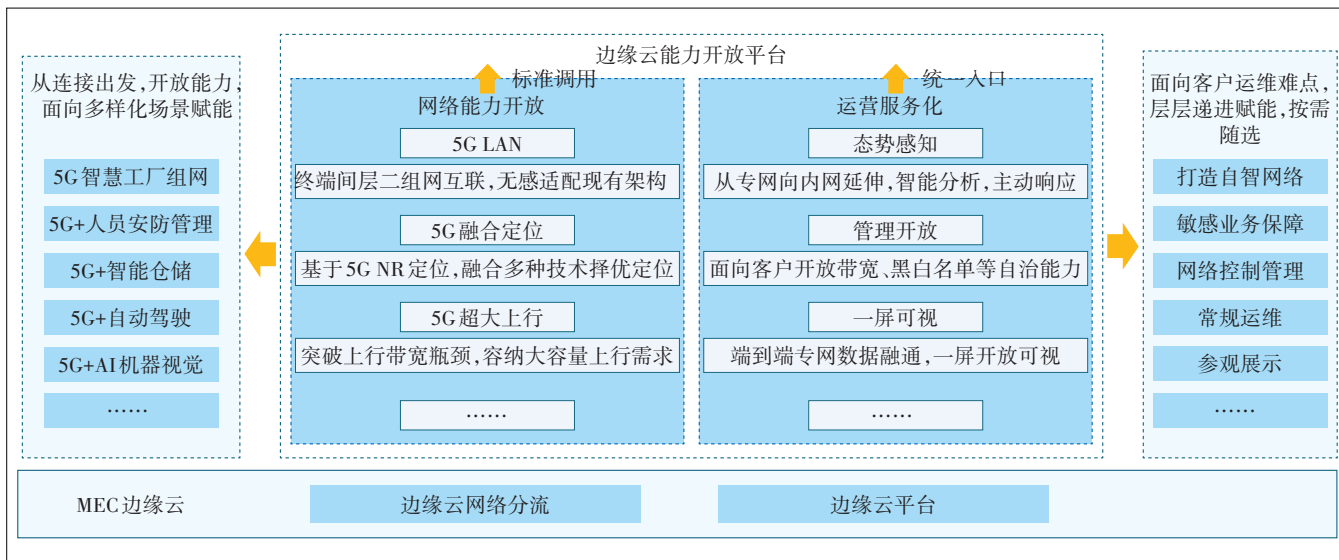 边缘云能力开放平台
从连接出发,开放能力,
面向多样化场景赋能
5G智慧工厂组网
5G+人员安防管理
5G+智能仓储
5G+自动驾驶
5G+AI机器视觉
……
标准调用
网络能力开放
5G LAN
终端间层二组网互联,无感适配现有架构
5G融合定位
基于5G NR定位,融合多种技术择优定位
5G超大上行
突破上行带宽瓶颈,容纳大容量上行需求
……
统一入口
运营服务化
态势感知
从专网向内网延伸,智能分析,主动响应
管理开放
面向客户开放带宽、黑白名单等自治能力
一屏可视
端到端专网数据融通,一屏开放可视
……
面向客户运维难点,
层层递进赋能,按需
随选
打造自智网络
敏感业务保障
网络控制管理
常规运维
参观展示
……
MEC边缘云
边缘云网络分流
边缘云平台